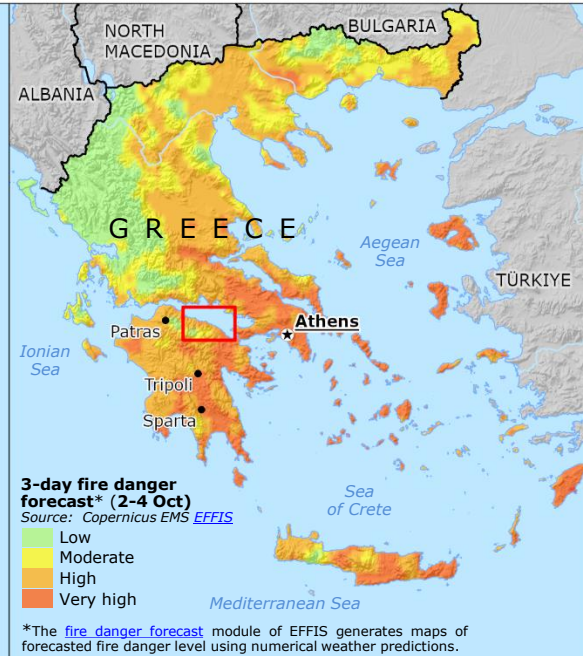 NORTH
MACEDONIA
BULGARIA
ALBANIA
GREECE
Aegean
Sea
TÜRKIYE
Athens
Patras
Ionian
Sea
Tripoli
Sparta
3-day fire danger
forecast* (2-4 Oct)
Source: Copernicus EMS EFFIS
Low
Moderate
High
Very high
Sea
of Crete
Mediterranean Sea
*The fire danger forecast module of EFFIS generates maps of
forecasted fire danger level using numerical weather predictions.